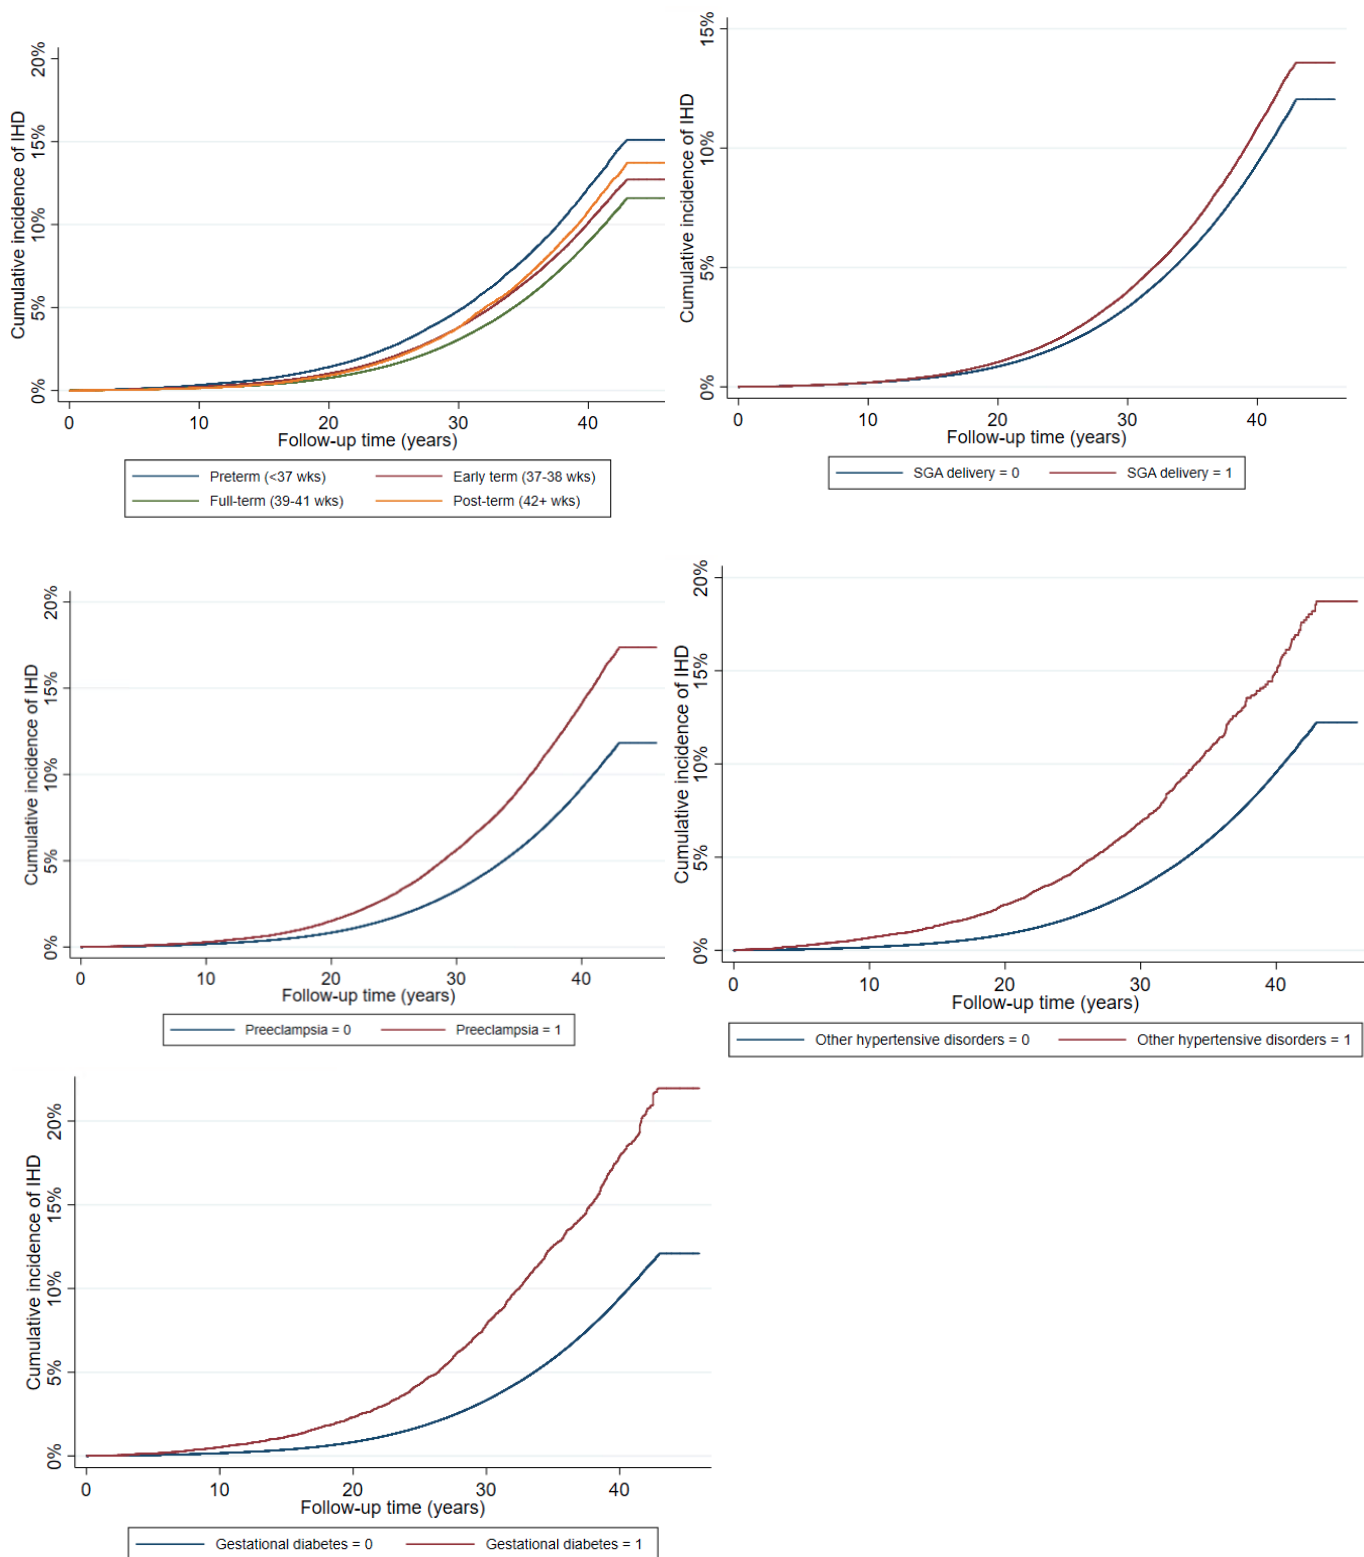 20%
15%
10%
5%
0%
Cumulative incidence of IHD
0 10 20 30 40
Follow-up time (years)
Preterm (<37 wks) Early term (37-38 wks)
Full-term (39-41 wks) Post-term (42+ wks)
15%
10%
5%
0%
Cumulative incidence of IHD
0 10 20 30 40
Follow-up time (years)
SGA delivery = 0 SGA delivery = 1
20%
15%
10%
5%
0%
Cumulative incidence of IHD
0 10 20 30 40
Follow-up time (years)
Preeclampsia = 0 Preeclampsia = 1
20%
15%
10%
5%
0%
Cumulative incidence of IHD
0 10 20 30 40
Follow-up time (years)
Other hypertensive disorders = 0 Other hypertensive disorders = 1
20%
15%
10%
5%
0%
Cumulative incidence of IHD
0 10 20 30 40
Follow-up time (years)
Gestational diabetes = 0 Gestational diabetes = 1